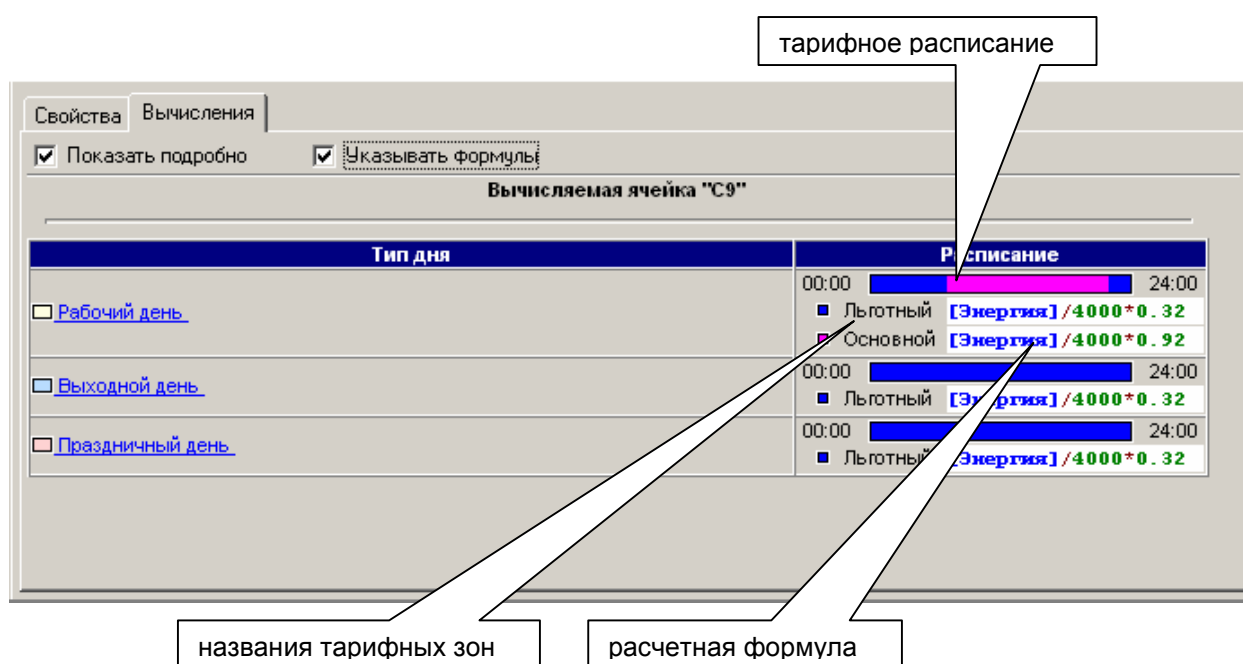 тарифное расписание
Свойства Вычисления
Показать подробно Указывать формулы
Вычисляемая ячейка "C9"
Тип дня Расписание
00:00 24:00
Рабочий день
Льготный [Энергия]/4000*0.32
Основной [Энергия]/4000*0.92
00:00 24:00
Выходной день
Льготный [Энергия]/4000*0.32
00:00 24:00
Праздничный день
Льготный [Энергия]/4000*0.32
названия тарифных зон расчетная формула